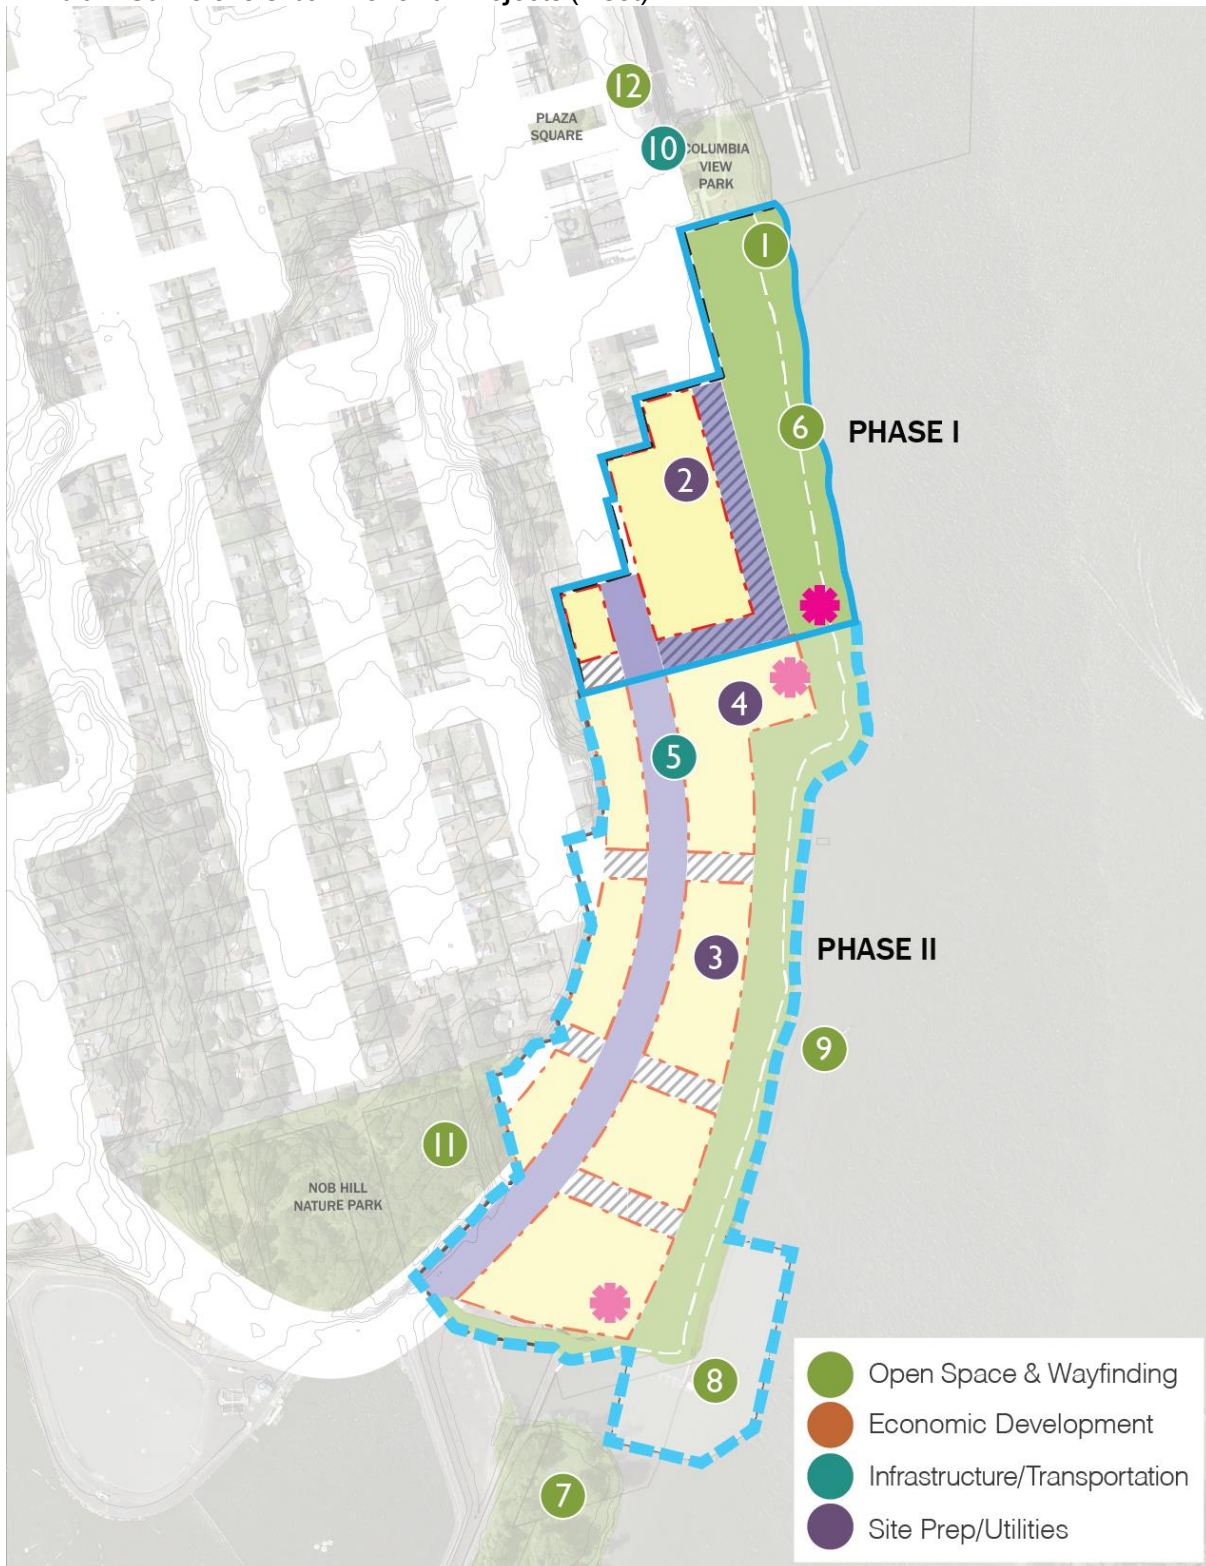 12
PLAZA
SQUARE
10
COLUMBIA
VIEW
PARK
1
6
PHASE I
2
4
5
3
PHASE II
9
11
NOB HILL
NATURE PARK
8
7
Open Space & Wayfinding
Economic Development
Infrastructure/Transportation
Site Prep/Utilities